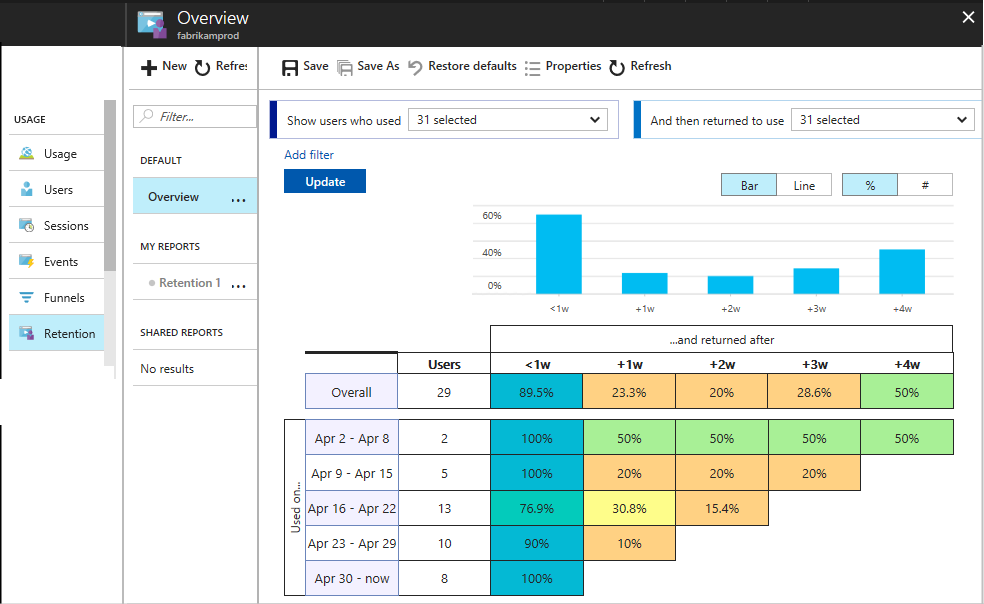 Overview
fabrikamprod
New Refre
Save Save As Restore defaults Properties Refresh
USAGE
Usage
Users
Sessions
Events
Funnels
Retention
Filter...
DEFAULT
Overview ...
MY REPORTS
Retention 1 ...
SHARED REPORTS
No results
Show users who used 31 selected
And then returned to use 31 selected
Add filter
Update
Bar Line % #
60%
40%
0%
<1w +1w +2w +3w +4w
...and returned after
Users <1w +1w +2w +3w +4w
Overall 29 89.5% 23.3% 20% 28.6% 50%
Used on...
Apr 2 - Apr 8 2 100% 50% 50% 50% 50%
Apr 9 - Apr 15 5 100% 20% 20% 20%
Apr 16 - Apr 22 13 76.9% 30.8% 15.4%
Apr 23 - Apr 29 10 90% 10%
Apr 30 - now 8 100%